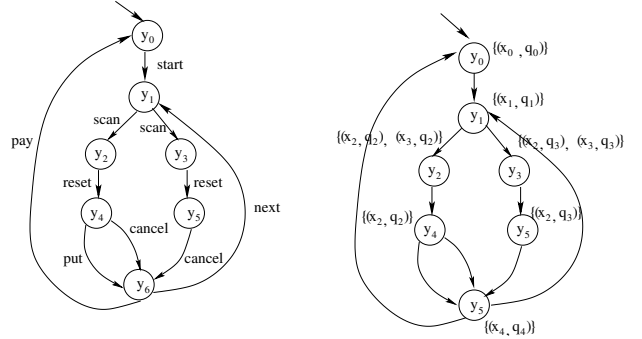 y0
start
y1
scan
scan
y2
y3
pay
reset
reset
y4
y5
cancel
next
put
cancel
y6
{(x0 , q0)}
y0
{(x1, q1)}
y1
{(x2, q2),  (x3, q2)}
{(x2, q3),  (x3, q3)}
y2
y3
{(x2, q2)}
{(x2, q3)}
y4
y5
y5
{(x4, q4)}